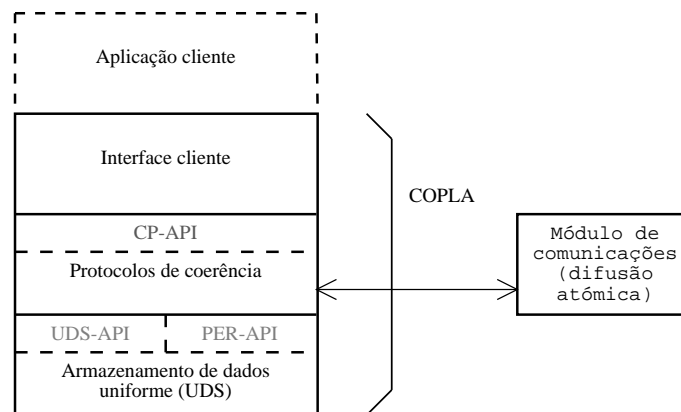 Aplicação cliente
Interface cliente
COPLA
CP-API
Protocolos de coerência
Módulo de
comunicações
(difusão
atómica)
UDS-API PER-API
Armazenamento de dados
uniforme (UDS)